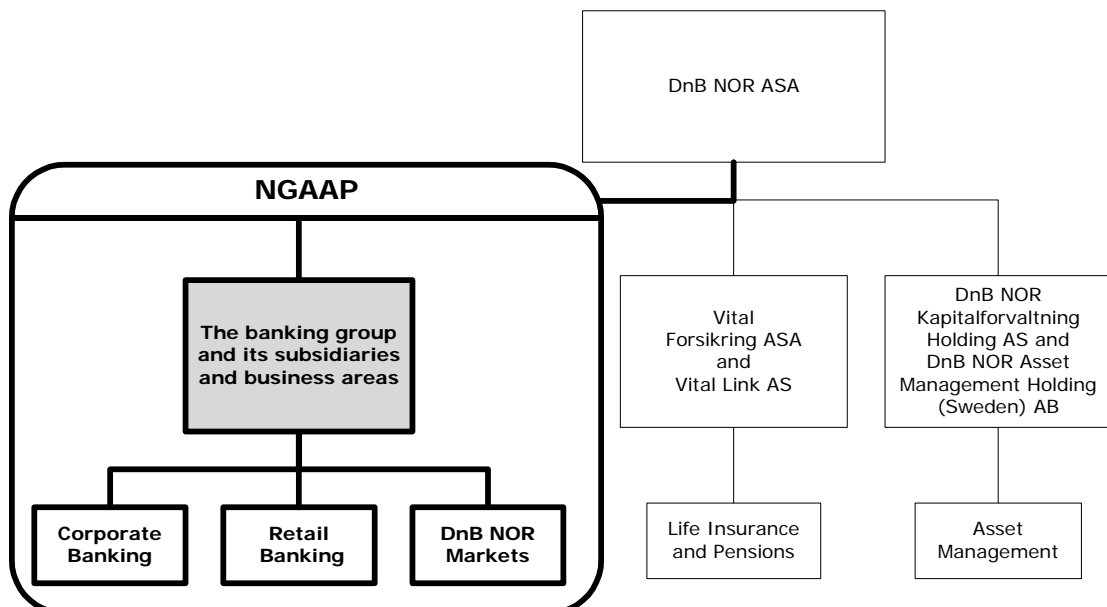 DnB NOR ASA
NGAAP
The banking group
and its subsidiaries
and business areas
Vital
Forsikring ASA
and
Vital Link AS
DnB NOR
Kapitalforvaltning
Holding AS and
DnB NOR Asset
Management Holding
(Sweden) AB
Corporate
Banking
Retail
Banking
DnB NOR
Markets
Life Insurance
and Pensions
Asset
Management